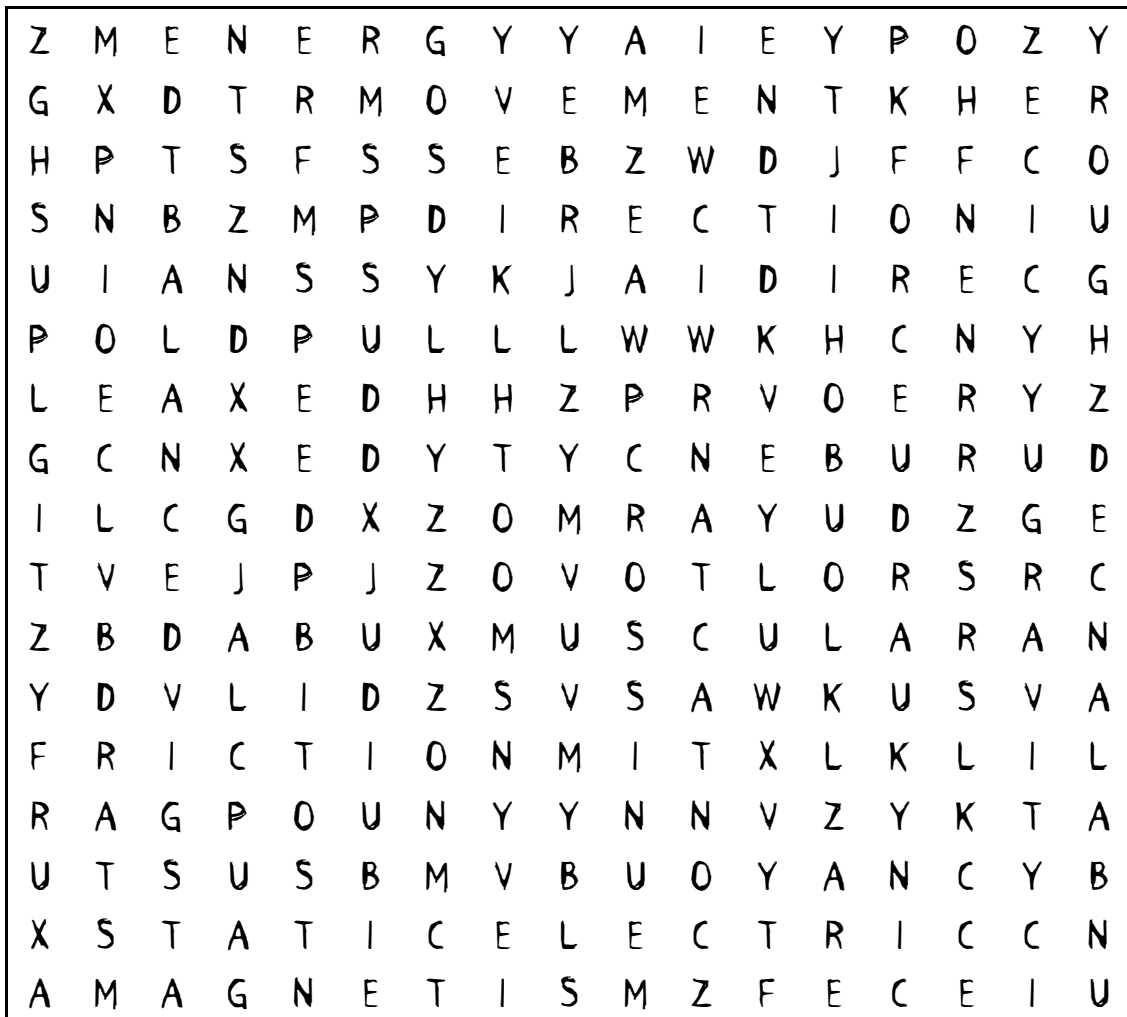 Z M E N E R G Y Y A I E Y P O Z Y
G X D T R M O V E M E N T K H E R
H P T S F S S E B Z W D J F F C O
S N B Z M P D I R E C T I O N I U
U I A N S S Y K J A I D I R E C G
P O L D P U L L L W W K H C N Y H
L E A X E D H H Z P R V O E R Y Z
G C N X E D Y T Y C N E B U R U D
I L C G D X Z O M R A Y U D Z G E
T V E J P J Z O V O T L O R S R C
Z B D A B U X M U S C U L A R A N
Y D V L I D Z S V S A W K U S V A
F R I C T I O N M I T X L K L I L
R A G P O U N Y Y N N V Z Y K T A
U T S U S B M V B U O Y A N C Y B
X S T A T I C E L E C T R I C C N
A M A G N E T I S M Z F E C E I U